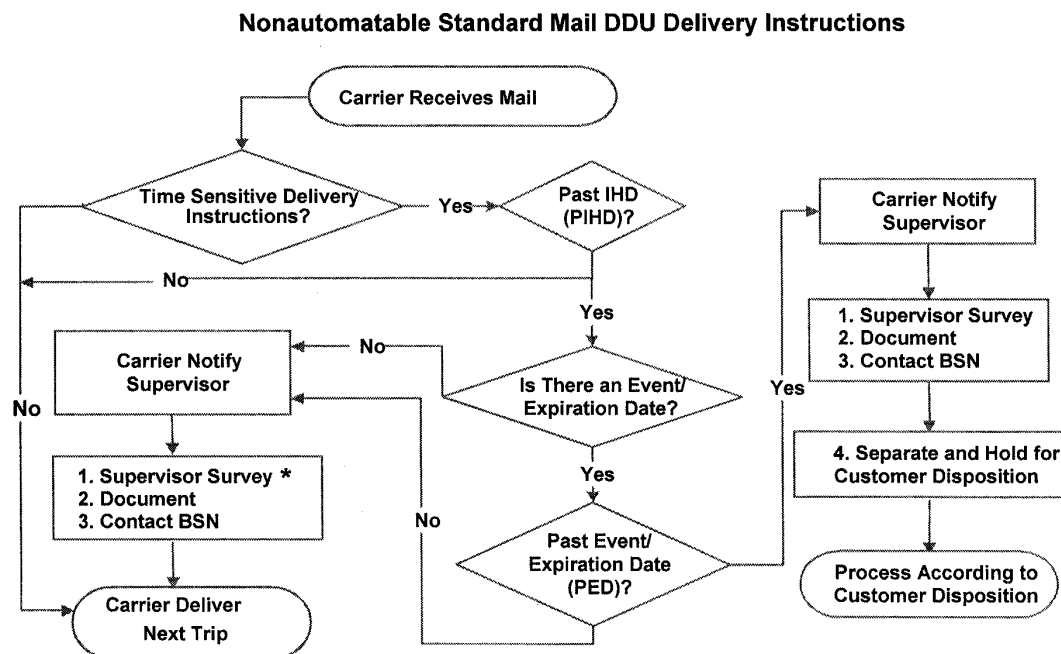 Nonautomatable Standard Mail DDU Delivery Instructions
Carrier Receives Mail
Time Sensitive Delivery
Instructions?
Yes
Past IHD
(PIHD)?
Carrier Notify
Supervisor
No
Yes
1. Supervisor Survey
2. Document
3. Contact BSN
No
Carrier Notify
Supervisor
Is There an Event/
Expiration Date?
Yes
No
4. Separate and Hold for
Customer Disposition
Yes
1. Supervisor Survey *
2. Document
3. Contact BSN
No
Past Event/
Expiration Date
(PED)?
Process According to
Customer Disposition
Carrier Deliver
Next Trip